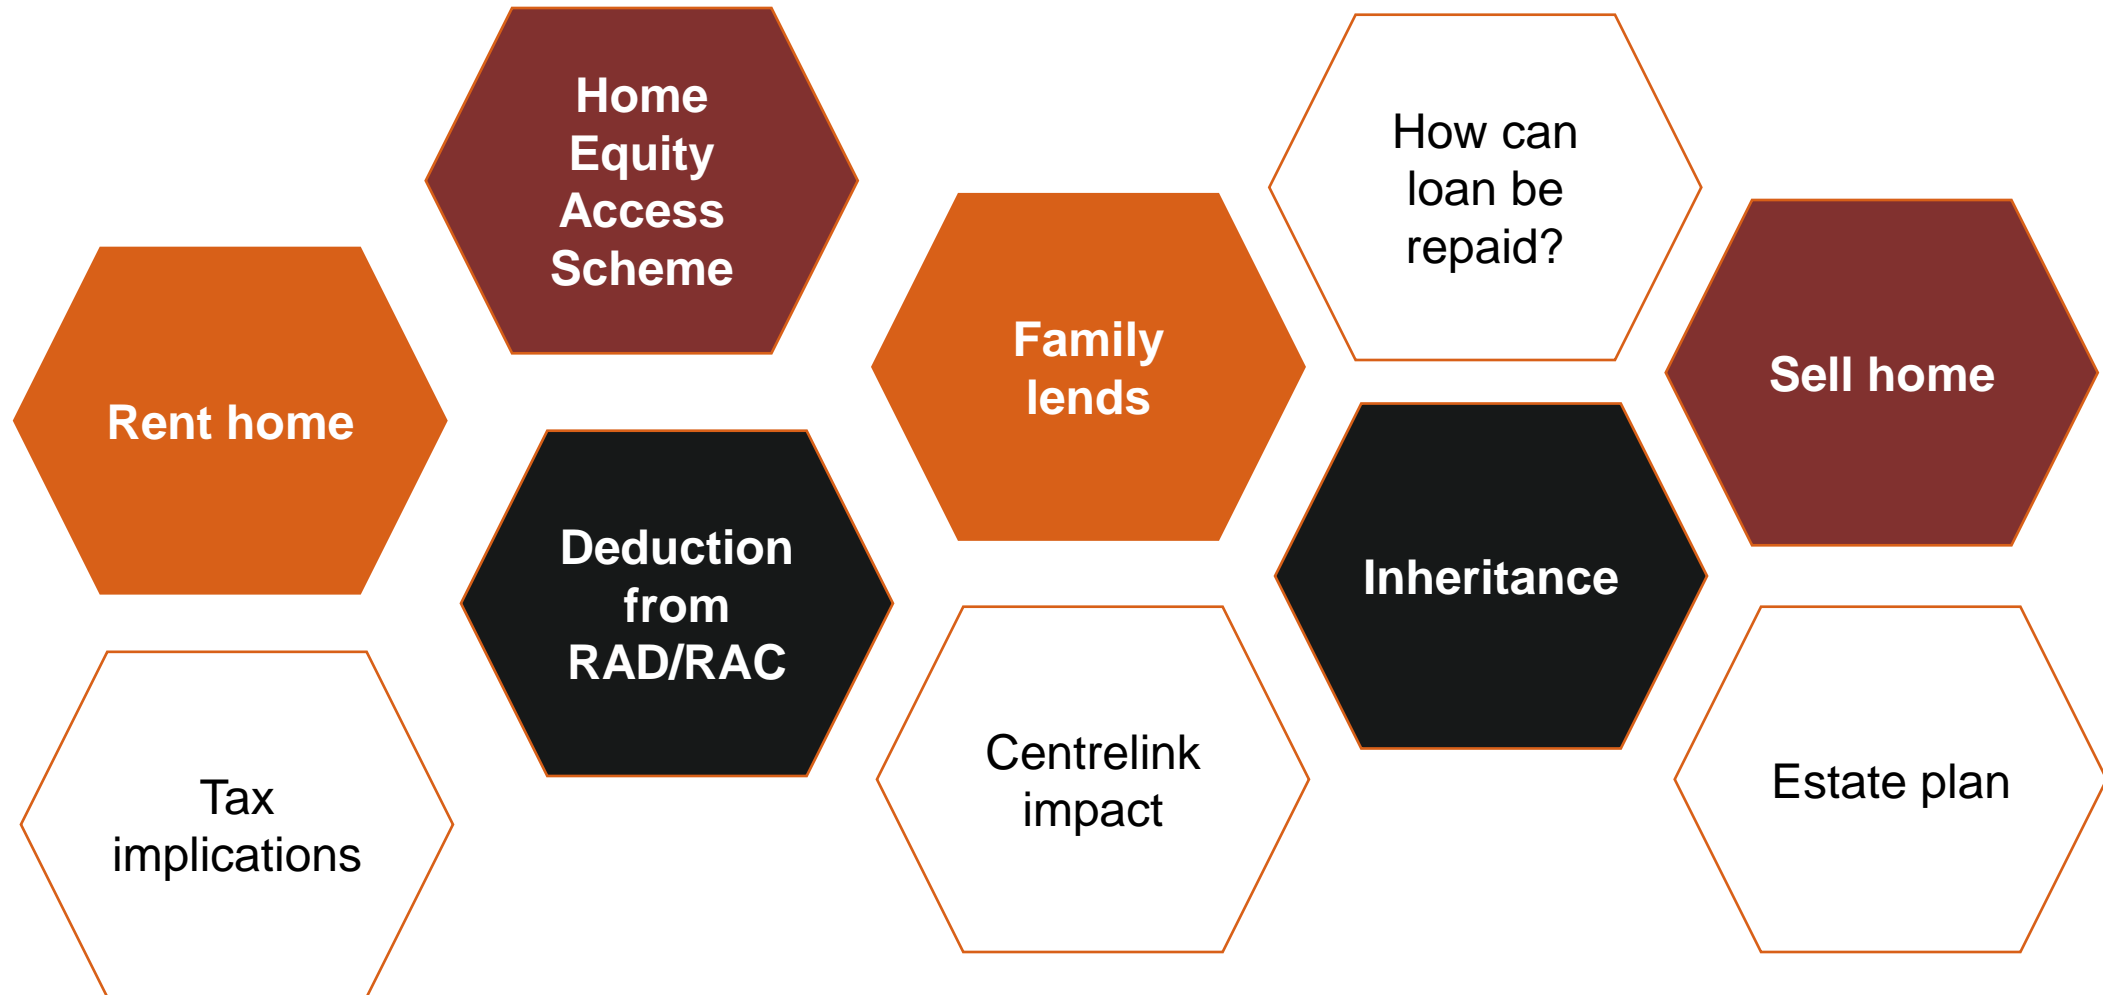 Home
Equity
Access
Scheme
How can
loan be
repaid?
Rent home
Family
lends
Sell home
Deduction
from
RAD/RAC
Inheritance
Tax
implications
Centrelink
impact
Estate plan